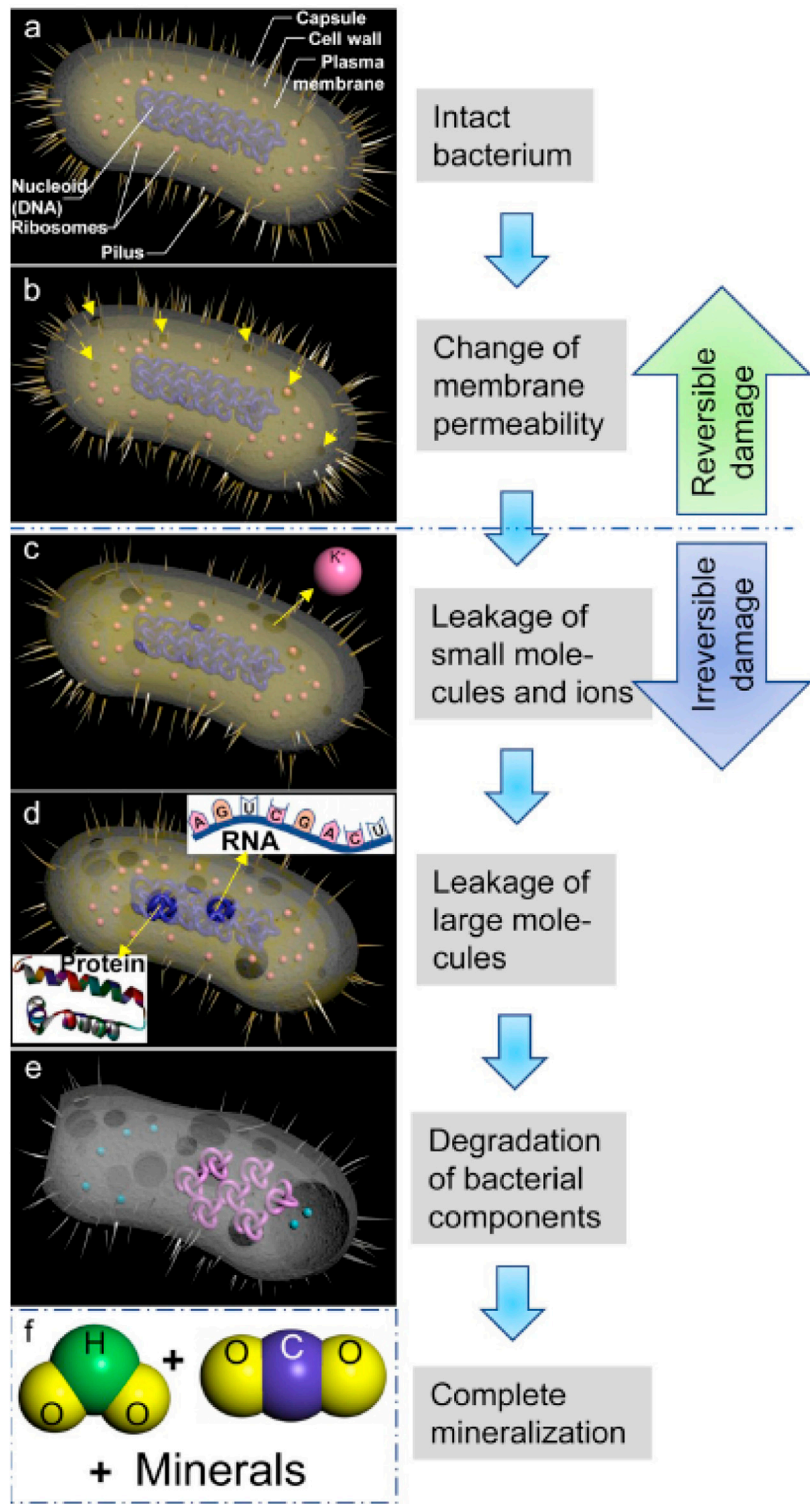 a
Capsule
Cell wall
Plasma
membrane
Nucleoid
(DNA)
Ribosomes
Pilus
Intact
bacterium
b
Change of
membrane
permeability
Reversible
damage
c
K+
Leakage of
small mole-
cules and ions
Irreversible
damage
d
A G U C G A C U
RNA
Protein
Leakage of
large mole-
cules
e
Degradation
of bacterial
components
f
H
O O
+
O C O
+ Minerals
Complete
mineralization